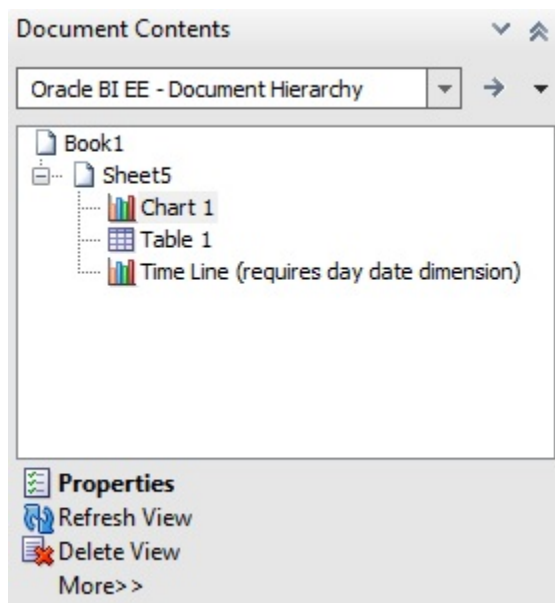 Document Contents
Oracle BI EE - Document Hierarchy
Book1
Sheet5
Chart 1
Table 1
Time Line (requires day date dimension)
Properties
Refresh View
Delete View
More>>